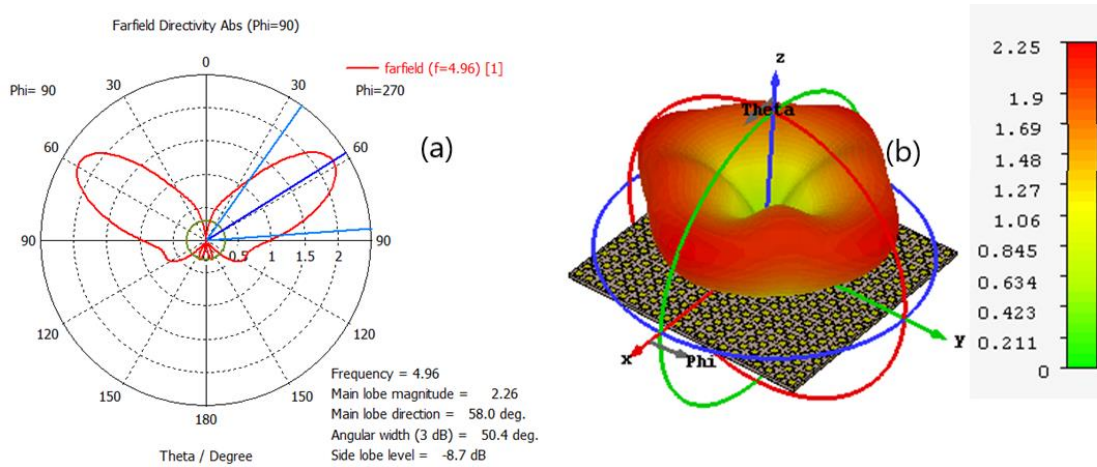 Farfield Directivity Abs (Phi=90)
farfield (f=4.96) [1]
0
30
30
Phi= 90
Phi=270
(a)
60
60
90
0
0.5
1
1.5
2
90
120
120
150
150
180
Theta / Degree
Frequency = 4.96
Main lobe magnitude = 2.26
Main lobe direction = 58.0 deg.
Angular width (3 dB) = 50.4 deg.
Side lobe level = -8.7 dB
z
Theta
(b)
x
Phi
y
2.25
1.9
1.69
1.48
1.27
1.06
0.845
0.634
0.423
0.211
0